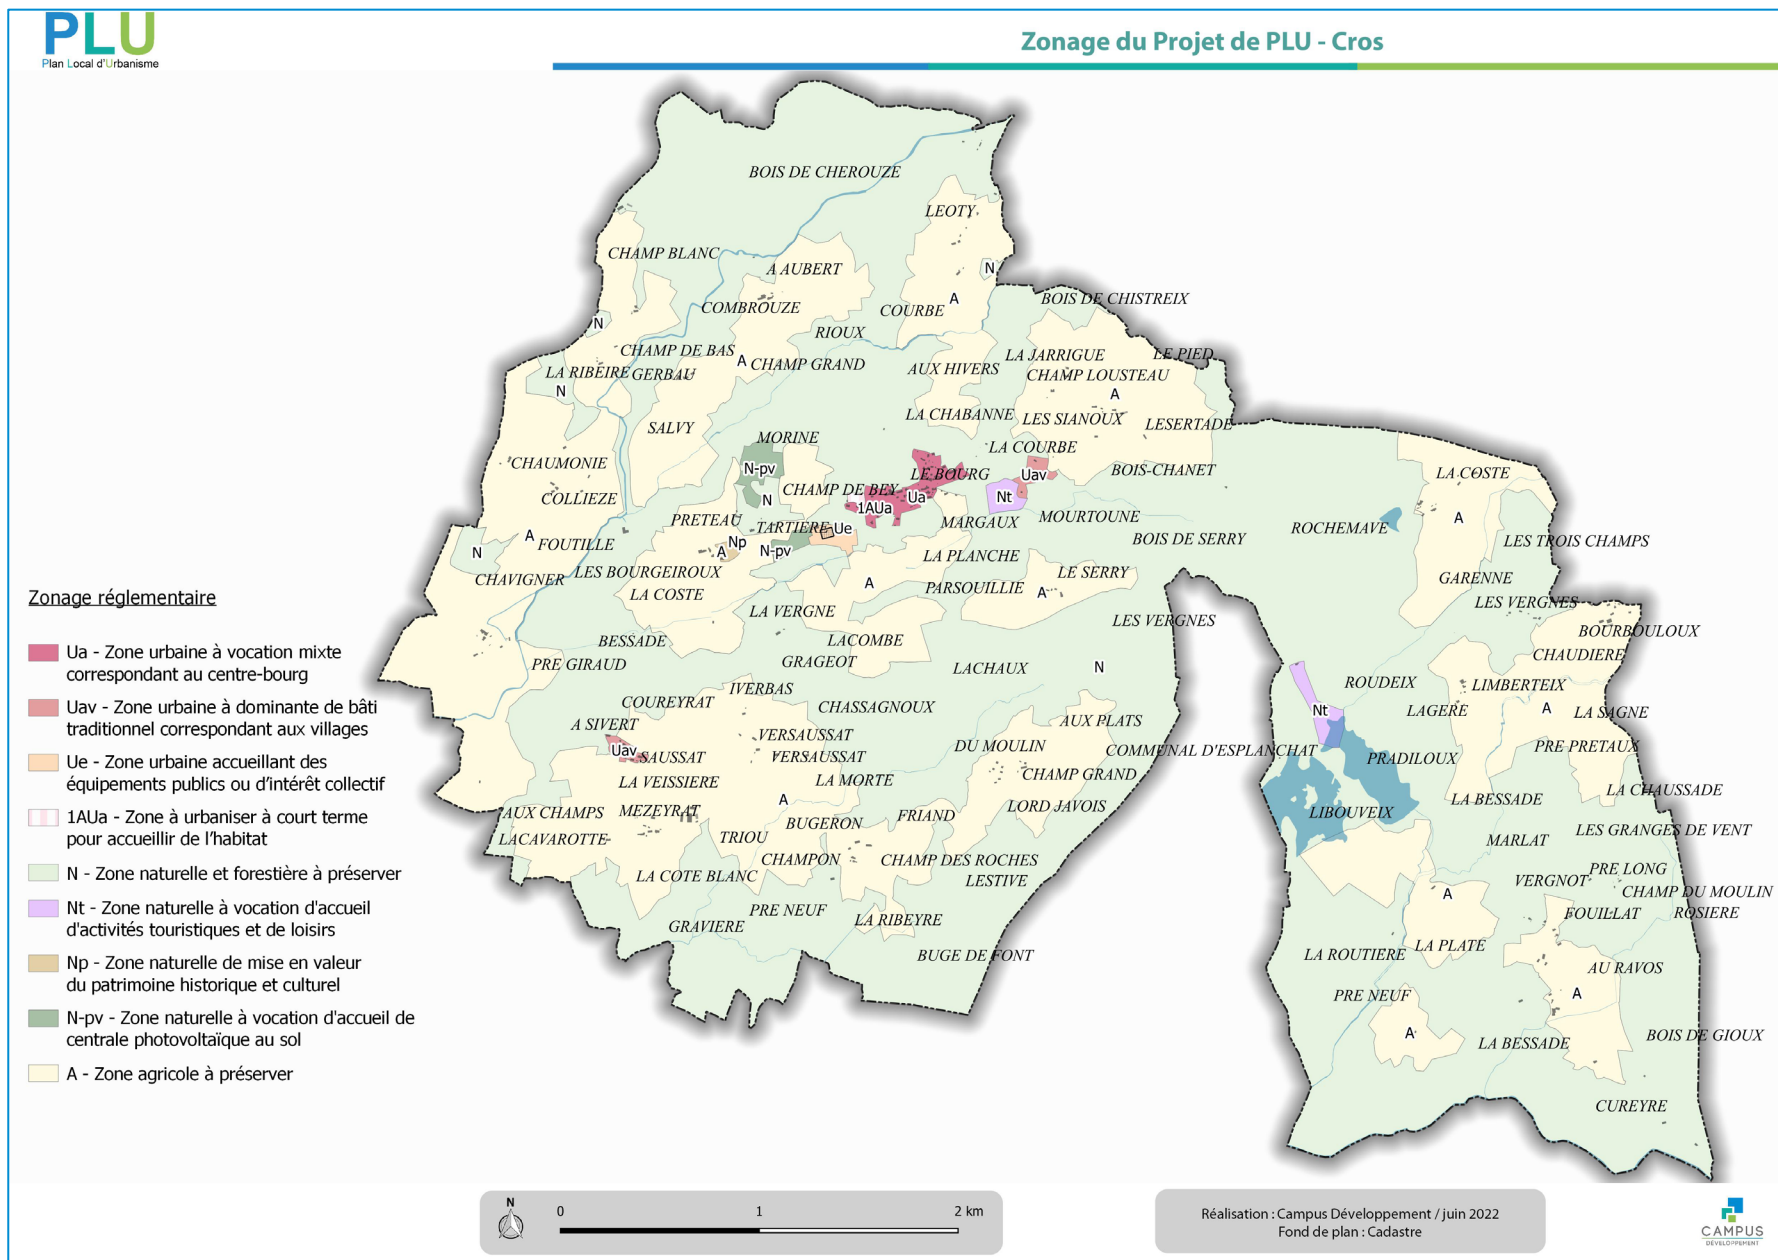 PLU
Plan Local d'Urbanisme
Zonage du Projet de PLU - Cros
BOIS DE CHEROUZE
LEOTY
CHAMP BLANC
A AUBERT
N
A
COMBROUZE
COURBE
BOIS DE CHISTREIX
N
RIOUX
CHAMP DE BAS
A
CHAMP GRAND
LA JARRIGUE
LE PIED
LA RIBEIRE
GERBAU
AUX HIVERS
CHAMP LOUSTEAU
N
A
LA CHABANNE
LES SIANOUX
LESERTADE
SALVY
MORINE
LA COURBE
CHAUMONIE
N-pv
LE BOURG
Uav
BOIS-CHANET
LA COSTE
COLLIEZE
N
CHAMP DE BEY
Ua
Nt
1AUa
PRETEAU
TARTIERE
Ue
MARGAUX
MOURTOUNE
ROCHEMAVE
A
A
FOUTILLE
Np
A
N-pv
BOIS DE SERRY
LES TROIS CHAMPS
N
LA PLANCHE
CHAVIGNER
LES BOURGEIROUX
LE SERRY
GARENNE
LA COSTE
A
PARSOUILLIE
A
LA VERGNE
LES VERGNES
LES VERGNES
BESSADE
LACOMBE
BOURBOULOUX
PRE GIRAUD
GRAGEOT
LACHAUX
N
CHAUDIERE
IVERBAS
ROUDEIX
LIMBERTEIX
COUREYRAT
CHASSAGNOUX
Nt
LAGERE
A
LA SAGNE
A SIVERT
AUX PLATS
VERSAUSSAT
DU MOULIN
COMMUNAL D'ESPLANCHAT
PRE PRETAUX
Uav
SAUSSAT
VERSAUSSAT
PRADILOUX
LA VEISSIERE
LA MORTE
CHAMP GRAND
LA CHAUSSADE
A
LA BESSADE
AUX CHAMPS
MEZEYRAT
BUGERON
FRIAND
LORD JAVOIS
LIBOUVEIX
LACAVAROTTE
TRIOU
MARLAT
LES GRANGES DE VENT
CHAMPON
CHAMP DES ROCHES
PRE LONG
LA COTE BLANC
LESTIVE
VERGNOT
CHAMP DU MOULIN
A
PRE NEUF
LA RIBEYRE
FOUILLAT
ROSIERE
GRAVIERE
LA PLATE
BUGE DE FONT
LA ROUTIERE
AU RAVOS
PRE NEUF
A
A
LA BESSADE
BOIS DE GIOUX
CUREYRE
Zonage réglementaire
Ua - Zone urbaine à vocation mixte
correspondant au centre-bourg
Uav - Zone urbaine à dominante de bâti
traditionnel correspondant aux villages
Ue - Zone urbaine accueillant des
équipements publics ou d'intérêt collectif
1AUa - Zone à urbaniser à court terme
pour accueillir de l'habitat
N - Zone naturelle et forestière à préserver
Nt - Zone naturelle à vocation d'accueil
d'activités touristiques et de loisirs
Np - Zone naturelle de mise en valeur
du patrimoine historique et culturel
N-pv - Zone naturelle à vocation d'accueil de
centrale photovoltaïque au sol
A - Zone agricole à préserver
N
0 1 2 km
Réalisation : Campus Développement / juin 2022
Fond de plan : Cadastre
CAMPUS
DÉVELOPPEMENT